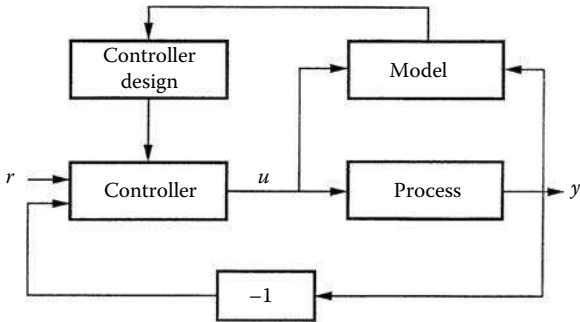 Controller
design
Model
r
Controller
u
Process
y
–1